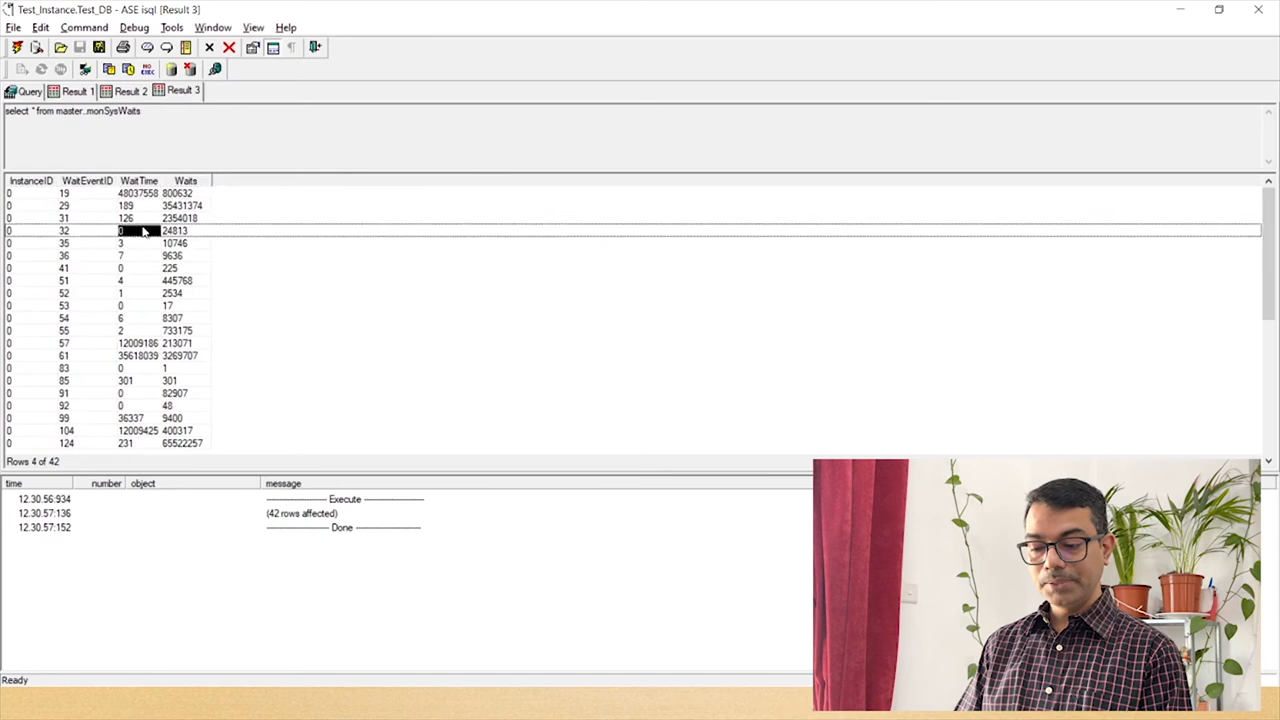 Test_Instance.Test_DB - ASE isql [Result 3]
File Edit Command Debug Tools Window View Help
NO EXEC
Query Result 1 Result 2 Result 3
select * from master..monSysWaits
InstanceID WaitEventID WaitTime Waits
0 19 48037558 800632
0 29 189 35431374
0 31 126 2354018
0 32 0 24813
0 35 3 10746
0 36 7 9636
0 41 0 225
0 51 4 445768
0 52 1 2534
0 53 0 17
0 54 6 8307
0 55 2 733175
0 57 12009186 213071
0 61 35618039 3269707
0 83 0 1
0 85 301 301
0 91 0 82907
0 92 0 48
0 99 36337 9400
0 104 12009425 400317
0 124 231 65522257
Rows 4 of 42
time number object message
12.30.56:934 -------------------- Execute --------------------
12.30.57:136 (42 rows affected)
12.30.57:152 -------------------- Done --------------------
Ready